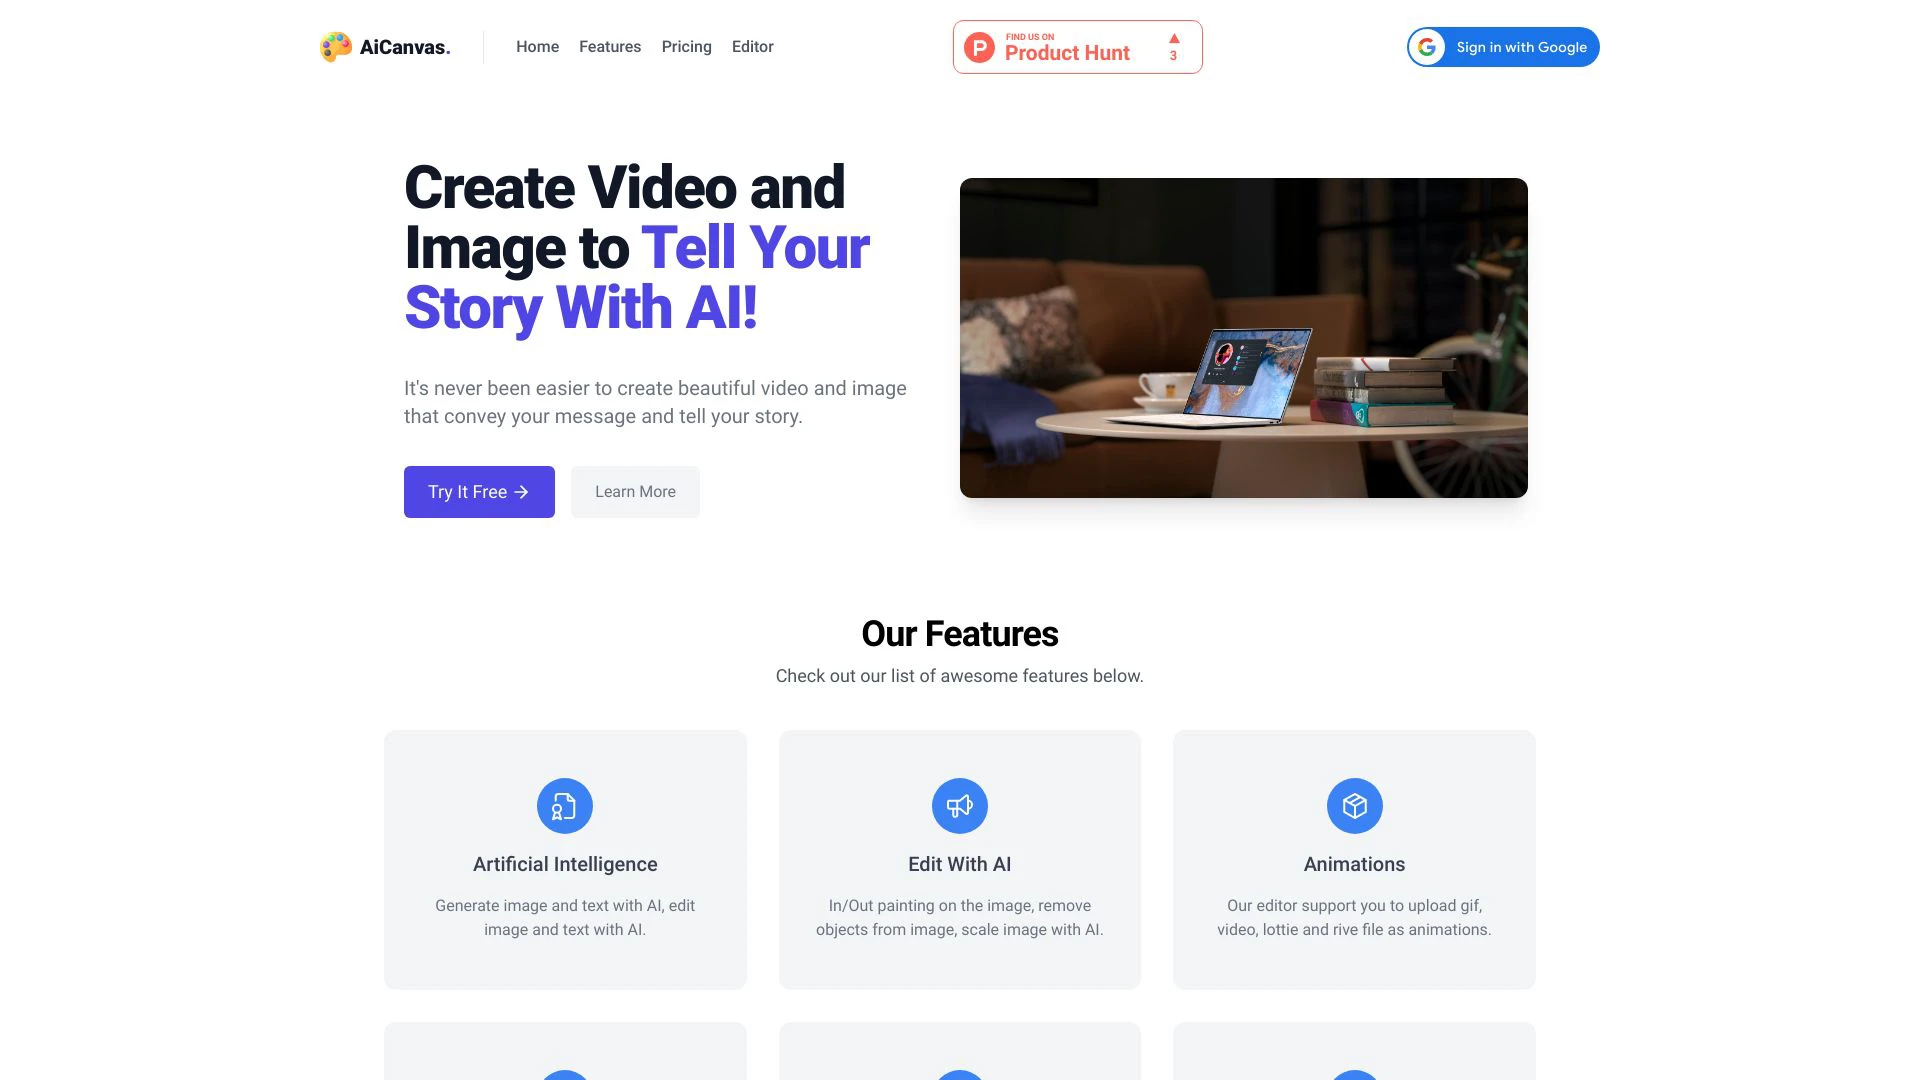 AiCanvas.
Home
Features
Pricing
Editor
FIND US ON
Product Hunt
3
Sign in with Google
Create Video and
Image to Tell Your
Story With AI!
It's never been easier to create beautiful video and image
that convey your message and tell your story.
Try It Free
Learn More
Our Features
Check out our list of awesome features below.
Artificial Intelligence
Generate image and text with AI, edit
image and text with AI.
Edit With AI
In/Out painting on the image, remove
objects from image, scale image with AI.
Animations
Our editor support you to upload gif,
video, lottie and rive file as animations.